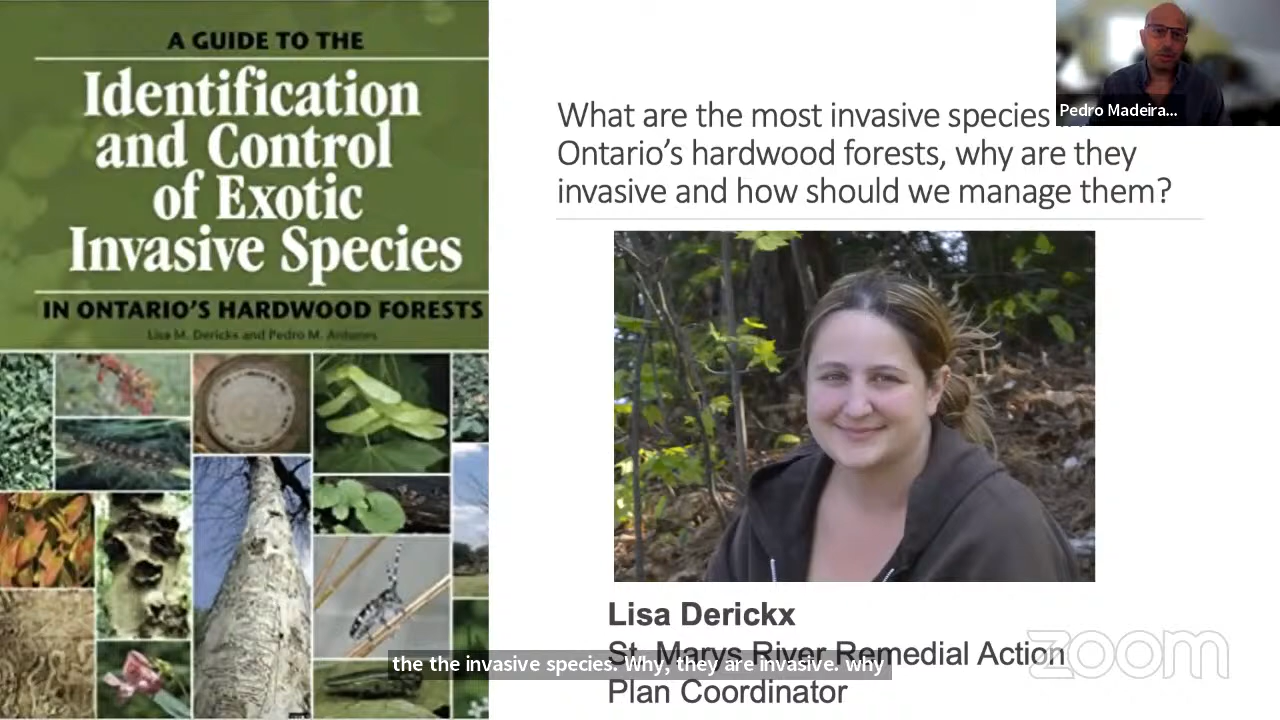 A GUIDE TO THE
Identification
and Control
of Exotic
Invasive Species
IN ONTARIO'S HARDWOOD FORESTS
Lisa M. Derickx and Pedro M. Antunes
What are the most invasive species
Ontario’s hardwood forests, why are they
invasive and how should we manage them?
Pedro Madeira...
Lisa Derickx
St. Marys River Remedial Action
Plan Coordinator
the the invasive species. Why, they are invasive. why
zoom